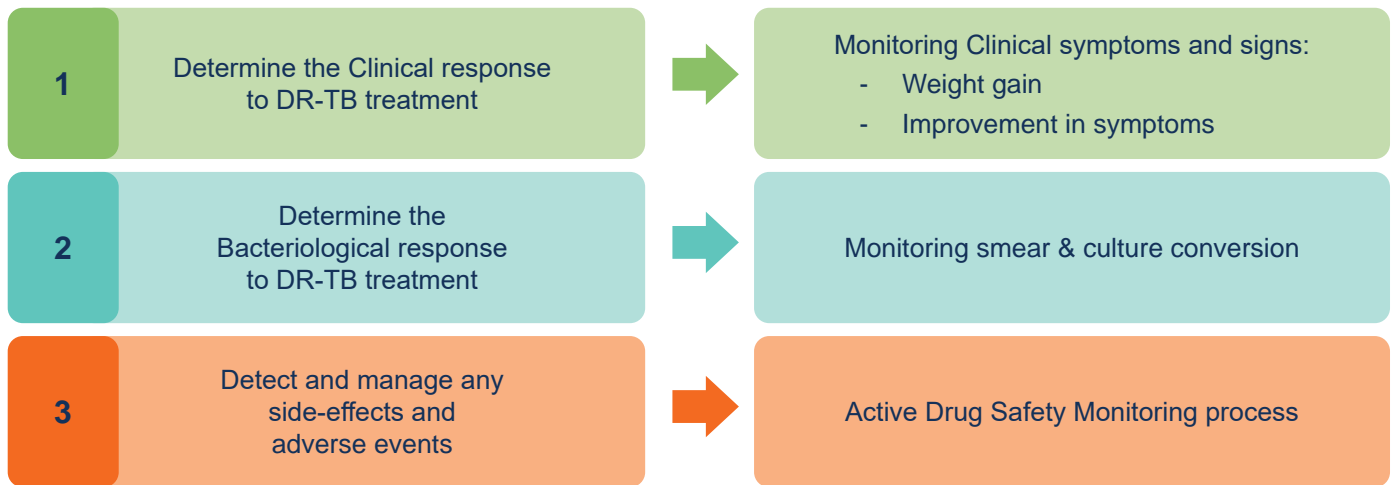 1
Determine the Clinical response
to DR-TB treatment
Monitoring Clinical symptoms and signs:
- Weight gain
- Improvement in symptoms
2
Determine the
Bacteriological response
to DR-TB treatment
Monitoring smear & culture conversion
3
Detect and manage any
side-effects and
adverse events
Active Drug Safety Monitoring process